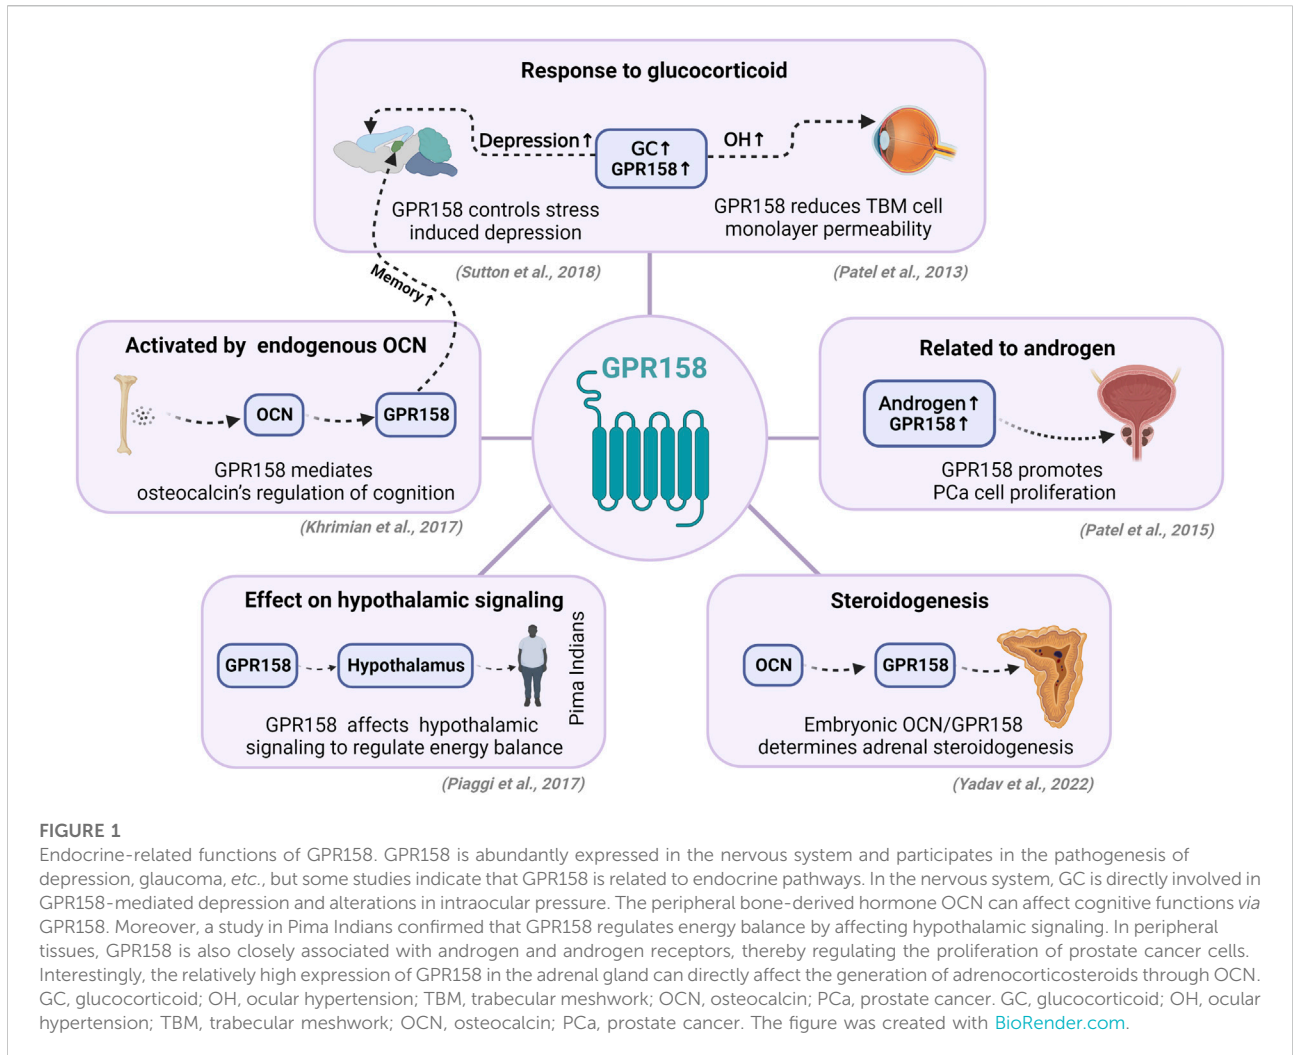 Response to glucocorticoid
Depression↑
GC↑
GPR158↑
OH↑
GPR158 controls stress
induced depression
GPR158 reduces TBM cell
monolayer permeability
(Sutton et al., 2018)
(Patel et al., 2013)
Memory↑
Activated by endogenous OCN
OCN
GPR158
GPR158 mediates
osteocalcin's regulation of cognition
(Khrimian et al., 2017)
GPR158
Related to androgen
Androgen↑
GPR158↑
GPR158 promotes
PCa cell proliferation
(Patel et al., 2015)
Effect on hypothalamic signaling
GPR158
Hypothalamus
Pima Indians
GPR158 affects hypothalamic
signaling to regulate energy balance
(Piaggi et al., 2017)
Steroidogenesis
OCN
GPR158
Embryonic OCN/GPR158
determines adrenal steroidogenesis
(Yadav et al., 2022)
FIGURE 1
Endocrine-related functions of GPR158. GPR158 is abundantly expressed in the nervous system and participates in the pathogenesis of
depression, glaucoma, etc., but some studies indicate that GPR158 is related to endocrine pathways. In the nervous system, GC is directly involved in
GPR158-mediated depression and alterations in intraocular pressure. The peripheral bone-derived hormone OCN can affect cognitive functions via
GPR158. Moreover, a study in Pima Indians confirmed that GPR158 regulates energy balance by affecting hypothalamic signaling. In peripheral
tissues, GPR158 is also closely associated with androgen and androgen receptors, thereby regulating the proliferation of prostate cancer cells.
Interestingly, the relatively high expression of GPR158 in the adrenal gland can directly affect the generation of adrenocorticosteroids through OCN.
GC, glucocorticoid; OH, ocular hypertension; TBM, trabecular meshwork; OCN, osteocalcin; PCa, prostate cancer. GC, glucocorticoid; OH, ocular
hypertension; TBM, trabecular meshwork; OCN, osteocalcin; PCa, prostate cancer. The figure was created with BioRender.com.